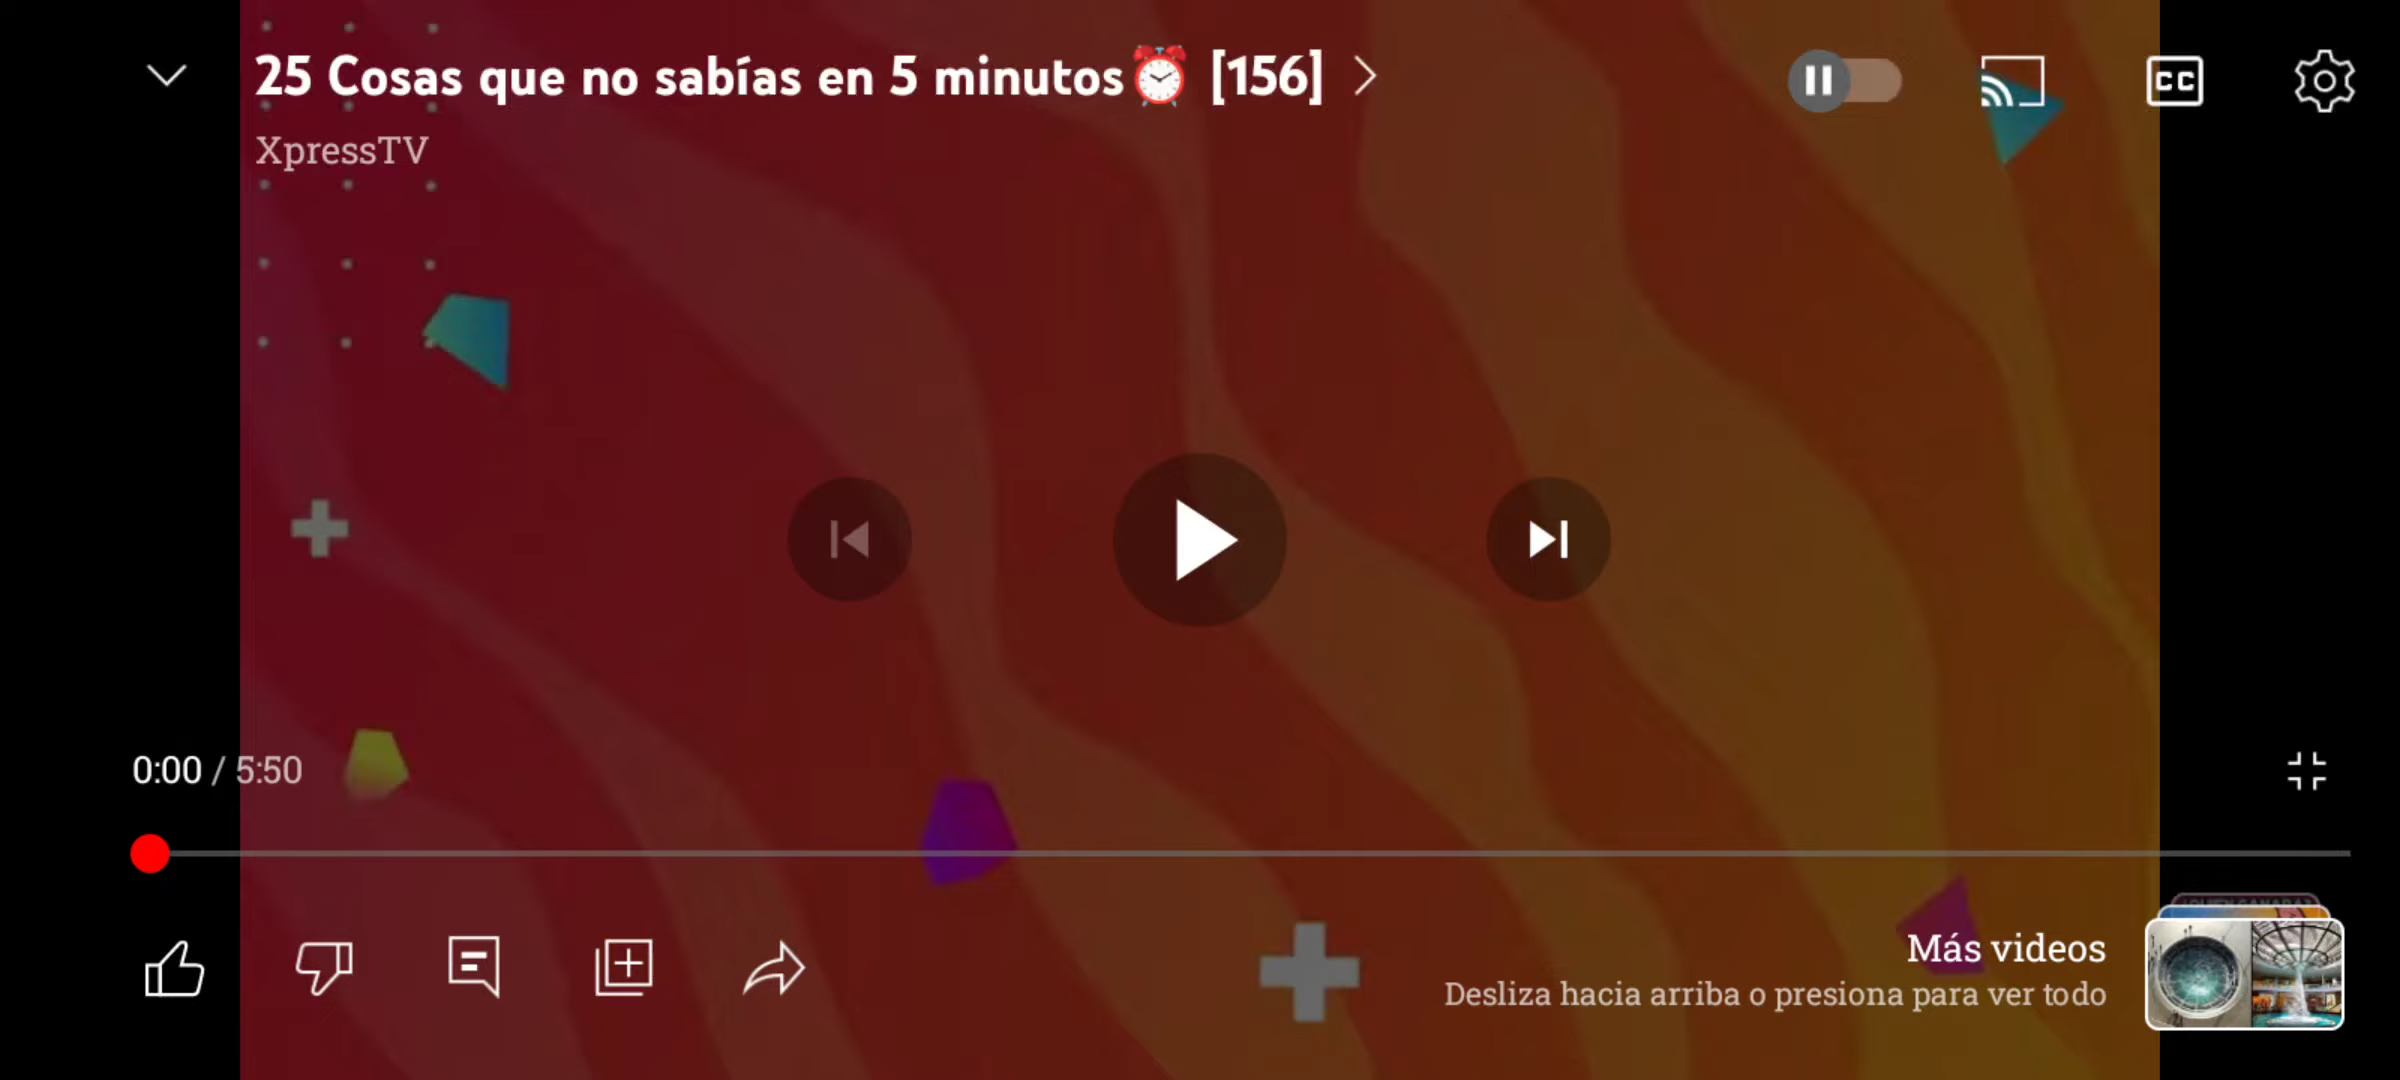 25 Cosas que no sabías en 5 minutos⏰ [156]
XpressTV
CC
0:00 / 5:50
Más videos
Desliza hacia arriba o presiona para ver todo